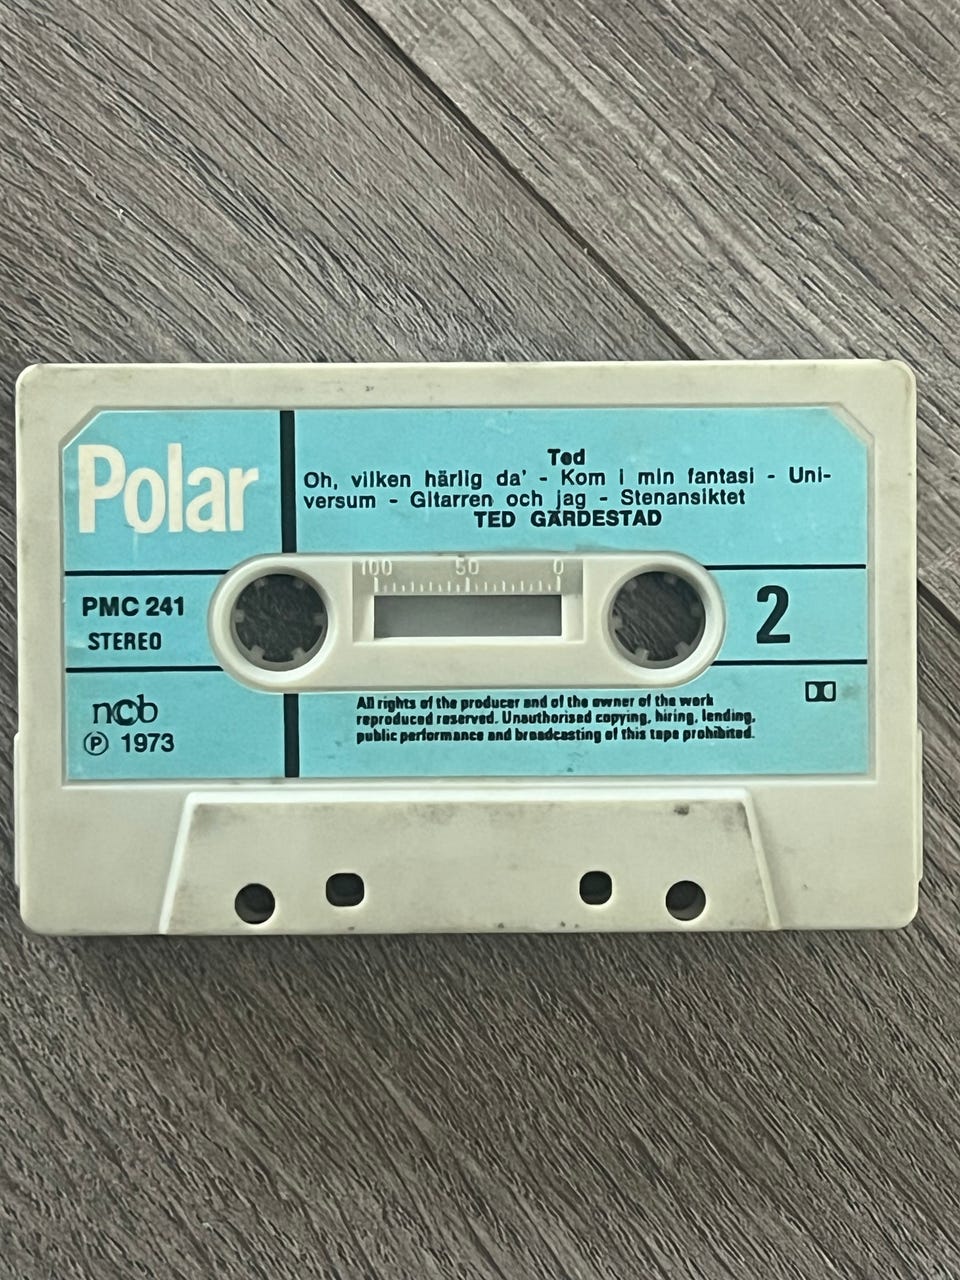 Polar
Ted
Oh, vilken härlig da' - Kom i min fantasi - Uni-
versum - Gitarren och jag - Stenansiktet
TED GÄRDESTAD
100 50 0
PMC 241
STEREO
2
ncb
All rights of the producer and of the owner of the work
reproduced reserved. Unauthorised copying, hiring, lending,
public performance and broadcasting of this tape prohibited.
℗ 1973